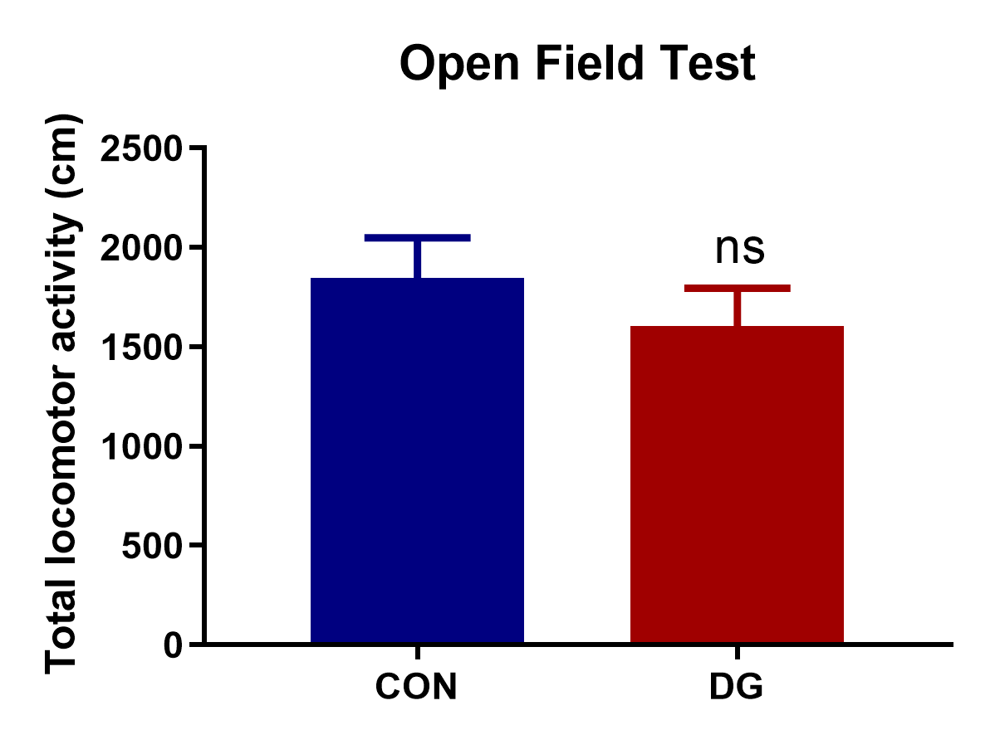 Open Field Test
Total locomotor activity (cm)
2500
2000
1500
1000
500
0
ns
CON
DG